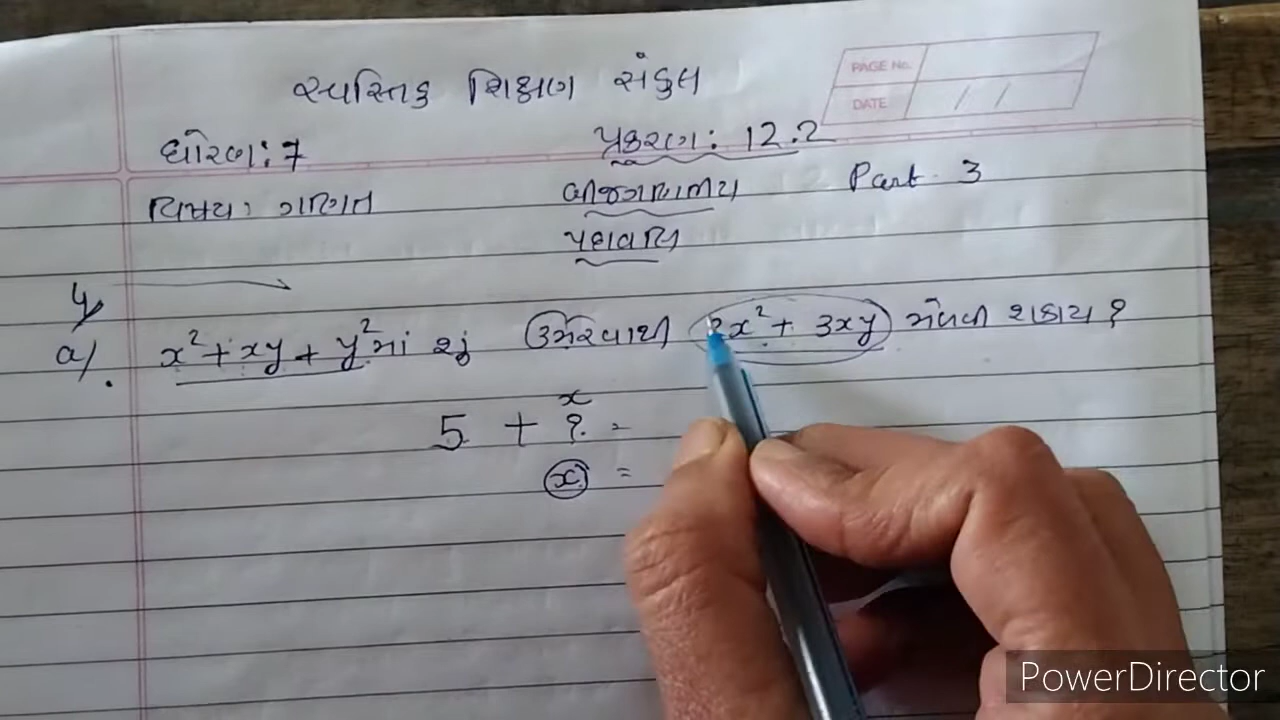 સ્વસ્તિક શિક્ષણ સંકુલ
PAGE No.
DATE / /
ધોરણ: 7
પ્રકરણ: 12.2
વિષય: ગણિત
બીજગણિતીય
Part 3
પદાવલિ
4
a/. x²+xy+y²માં શું ઉમેરવાથી 2x²+ 3xy મેળવી શકાય ?
x
5 + ? =
x =
PowerDirector